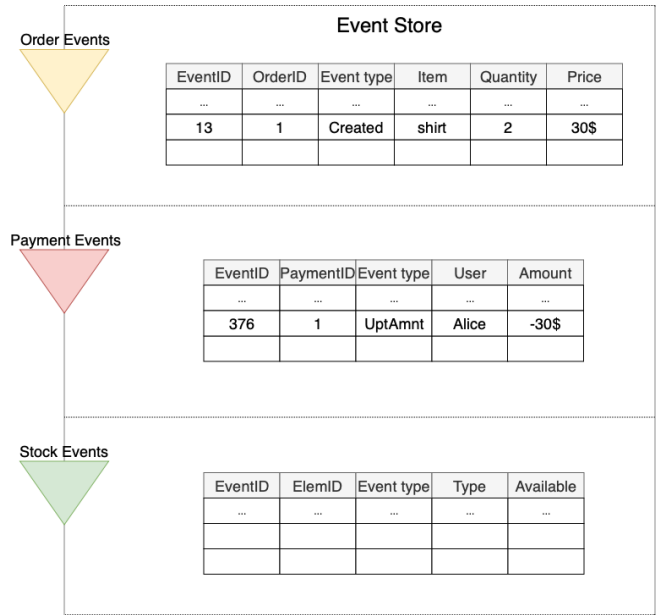 Event Store
Order Events
EventID OrderID Event type Item Quantity Price
... ... ... ... ... ...
13 1 Created shirt 2 30$
Payment Events
EventID PaymentID Event type User Amount
... ... ... ... ...
376 1 UptAmnt Alice -30$
Stock Events
EventID ElemID Event type Type Available
... ... ... ... ...